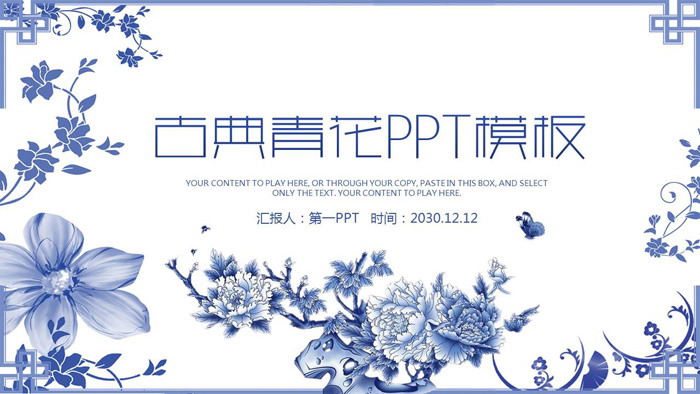 古典青花PPT模板
YOUR CONTENT TO PLAY HERE, OR THROUGH YOUR COPY, PASTE IN THIS BOX, AND SELECT
ONLY THE TEXT. YOUR CONTENT TO PLAY HERE.
汇报人：第一PPT 时间：2030.12.12